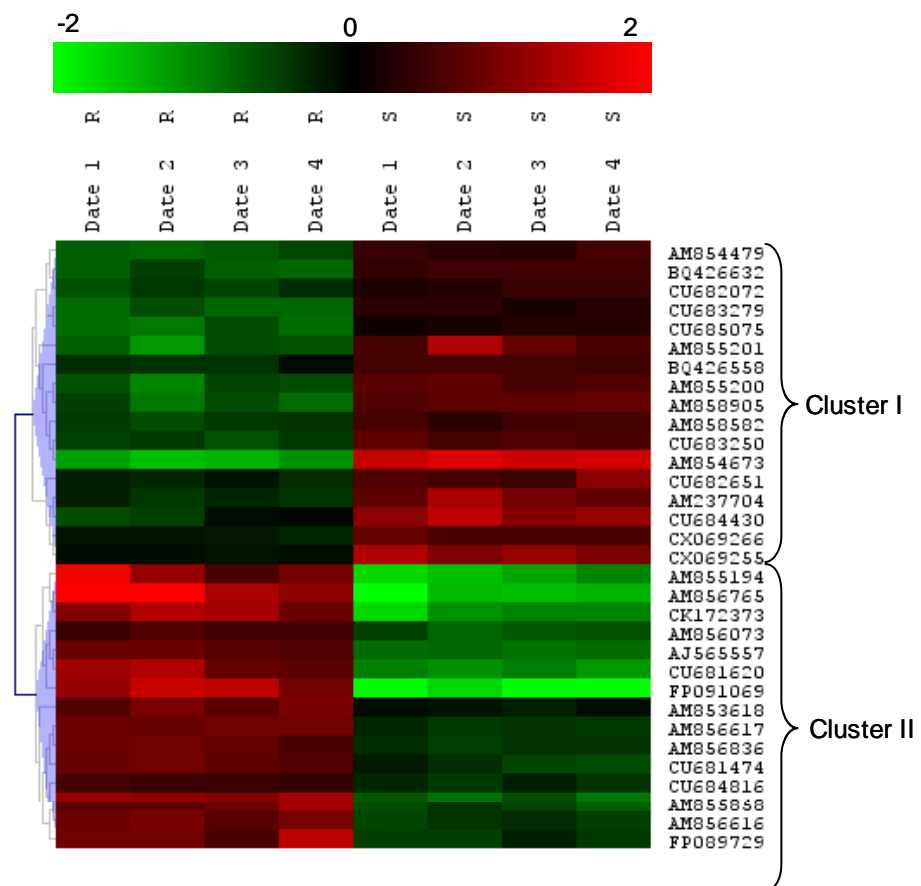 -2 0 2
R R R R S S S S
Date 1 Date 2 Date 3 Date 4 Date 1 Date 2 Date 3 Date 4
AM854479
BQ426632
CU682072
CU683279
CU685075
AM855201
BQ426558
AM855200
AM858905
Cluster I
AM858582
CU683250
AM854673
CU682651
AM237704
CU684430
CX069266
CX069255
AM855194
AM856765
CK172373
AM856073
AJ565557
CU681620
FP091069
AM853618
AM856617
Cluster II
AM856836
CU681474
CU684816
AM855858
AM856616
FP089729